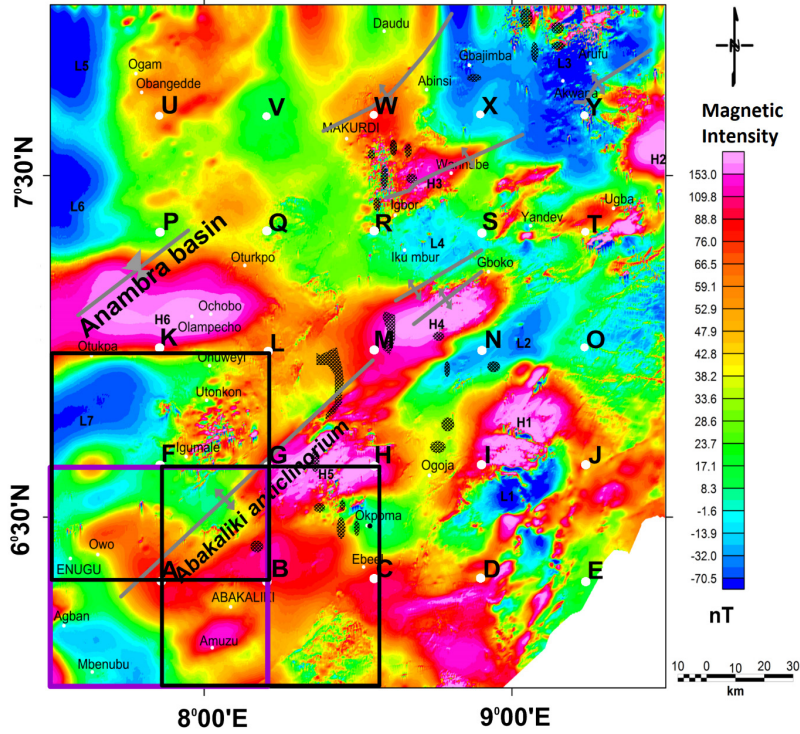 Daudu
Ogam
Obangedde
L5
U
V
W
X
Y
Gbajimba
L3
Arufu
Abinsi
Akwana
MAKURDI
H2
Wannube
H3
Igbor
Ugba
L6
P
Q
R
S
T
Yandev
L4
Anambra basin
Oturkpo
Iku mbur
Gboko
Ochobo
H6
Olampecho
H4
K
L
M
N
O
L2
Otukpa
Onuweyi
Utonkon
L7
H1
Igumale
F
G
H
I
J
H5
Ogoja
Abakaliki anticlinorium
L1
Okpoma
Owo
ENUGU
Ebeel
A
B
C
D
E
ABAKALIKI
Agban
Amuzu
Mbenubu
7°30'N
6°30'N
8°00'E
9°00'E
N
Magnetic
Intensity
153.0
109.8
88.8
76.0
66.5
59.1
52.9
47.9
42.8
38.2
33.6
28.6
23.7
17.1
8.3
-1.6
-13.9
-32.0
-70.5
nT
10 0 10 20 30
km